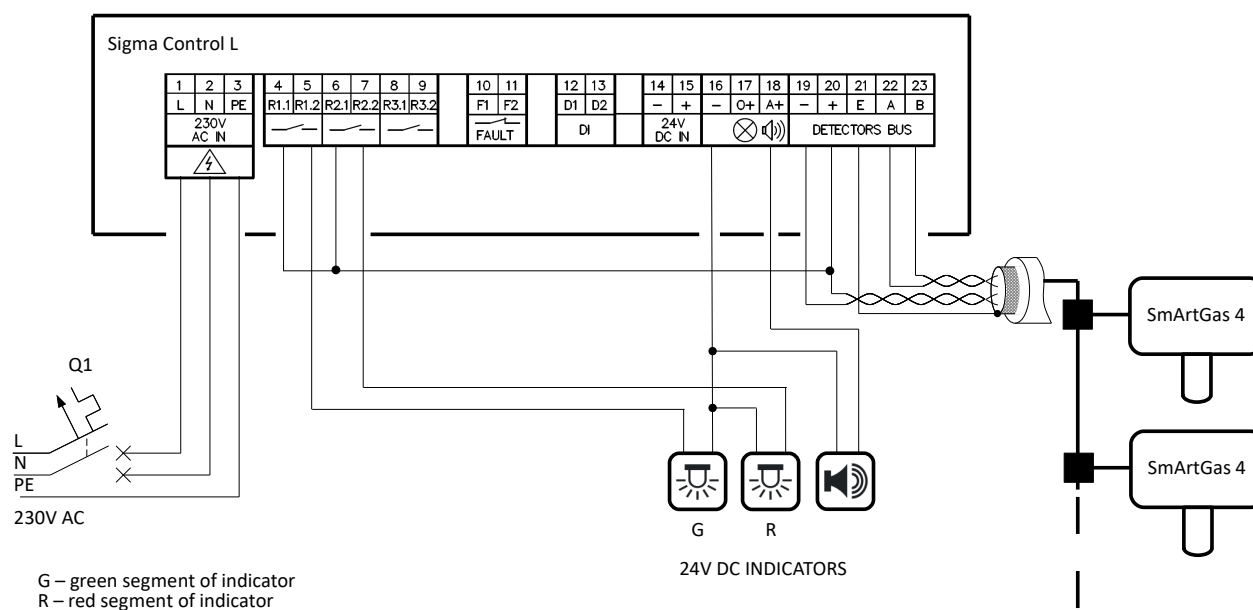 Sigma Control L
1 2 3 4 5 6 7 8 9 10 11 12 13 14 15 16 17 18 19 20 21 22 23
L N PE R1.1 R1.2 R2.1 R2.2 R3.1 R3.2 F1 F2 D1 D2 − + − O+ A+ − + E A B
230V
AC IN
FAULT
DI
24V
DC IN
DETECTORS BUS
SmArtGas 4
Q1
L
N
PE
230V AC
SmArtGas 4
G R
24V DC INDICATORS
G – green segment of indicator
R – red segment of indicator